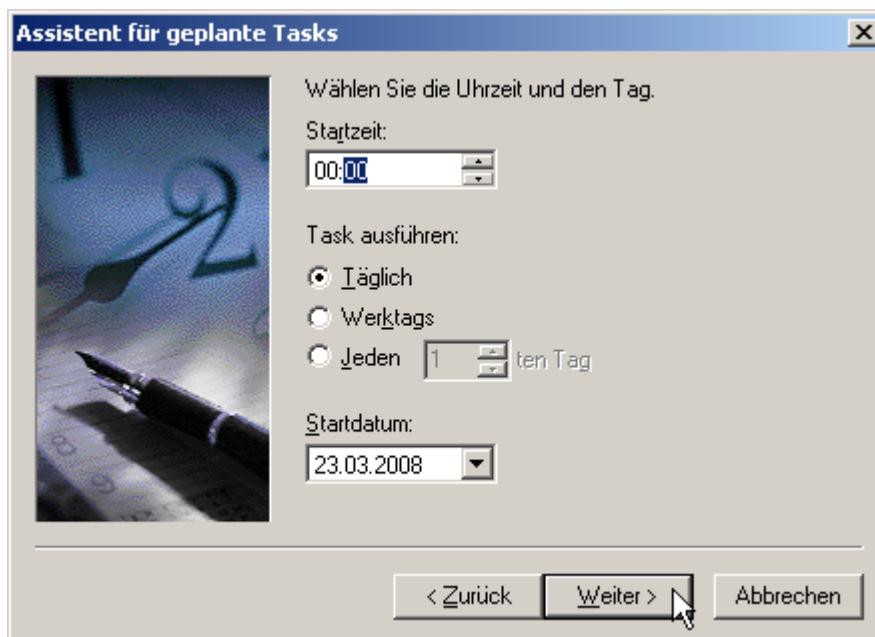 Assistent für geplante Tasks
Wählen Sie die Uhrzeit und den Tag.
Startzeit:
00:00
Task ausführen:
Täglich
Werktags
Jeden 1 ten Tag
Startdatum:
23.03.2008
< Zurück Weiter > Abbrechen